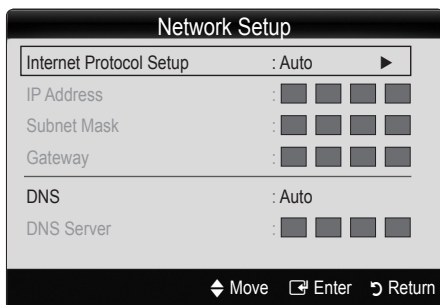 Network Setup
Internet Protocol Setup : Auto ►
IP Address :
Subnet Mask :
Gateway :
DNS : Auto
DNS Server :
Move Enter Return